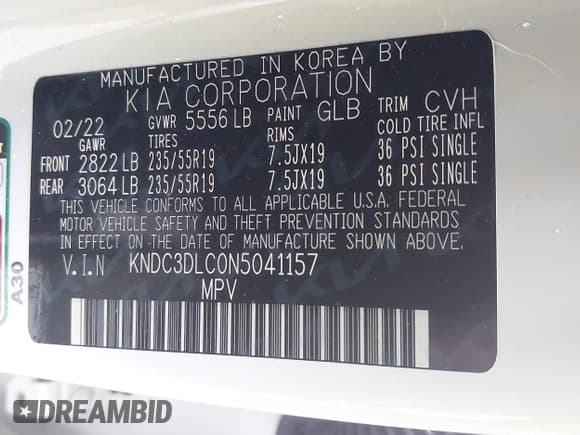 MANUFACTURED IN KOREA BY
KIA CORPORATION
02/22 GVWR 5556 LB PAINT GLB TRIM CVH
GAWR TIRES RIMS COLD TIRE INFL
FRONT 2822 LB 235/55R19 7.5JX19 36 PSI SINGLE
REAR 3064 LB 235/55R19 7.5JX19 36 PSI SINGLE
THIS VEHICLE CONFORMS TO ALL APPLICABLE U.S.A. FEDERAL
MOTOR VEHICLE SAFETY AND THEFT PREVENTION STANDARDS
IN EFFECT ON THE DATE OF MANUFACTURE SHOWN ABOVE.
V.I.N KNDC3DLC0N5041157
MPV
A30
DREAMBID